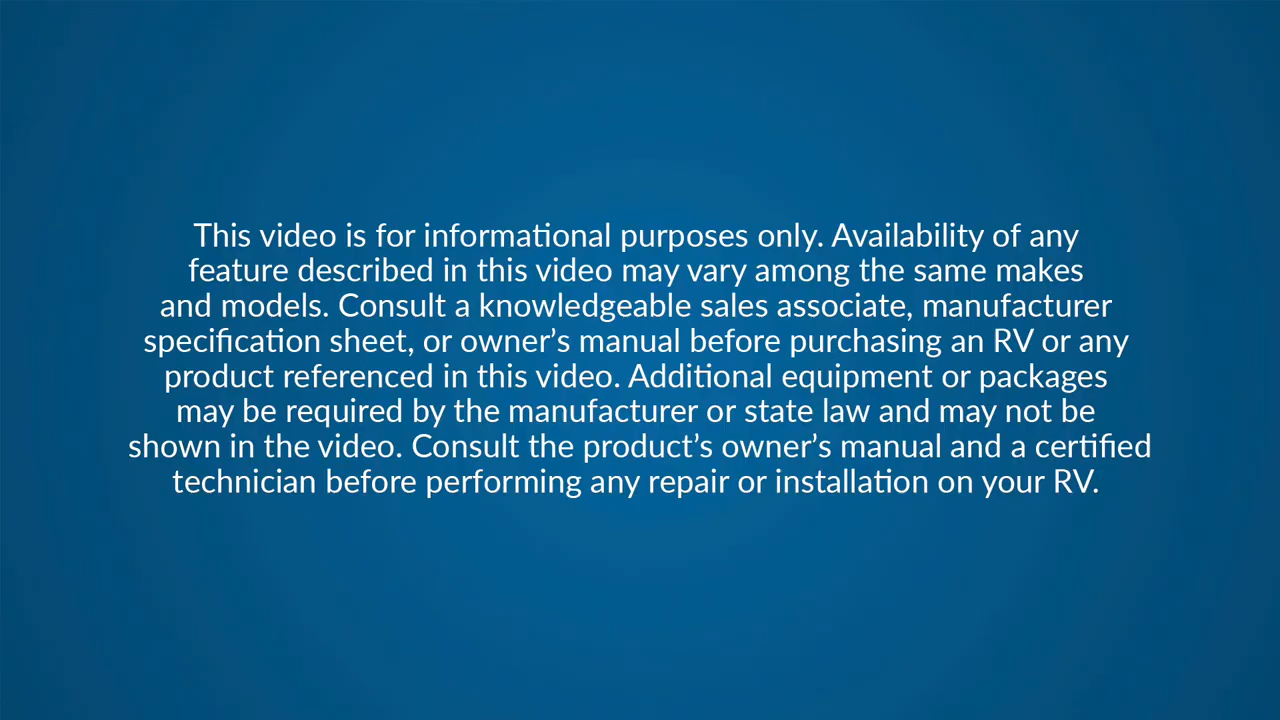 This video is for informational purposes only. Availability of any
feature described in this video may vary among the same makes
and models. Consult a knowledgeable sales associate, manufacturer
specification sheet, or owner’s manual before purchasing an RV or any
product referenced in this video. Additional equipment or packages
may be required by the manufacturer or state law and may not be
shown in the video. Consult the product’s owner’s manual and a certified
technician before performing any repair or installation on your RV.